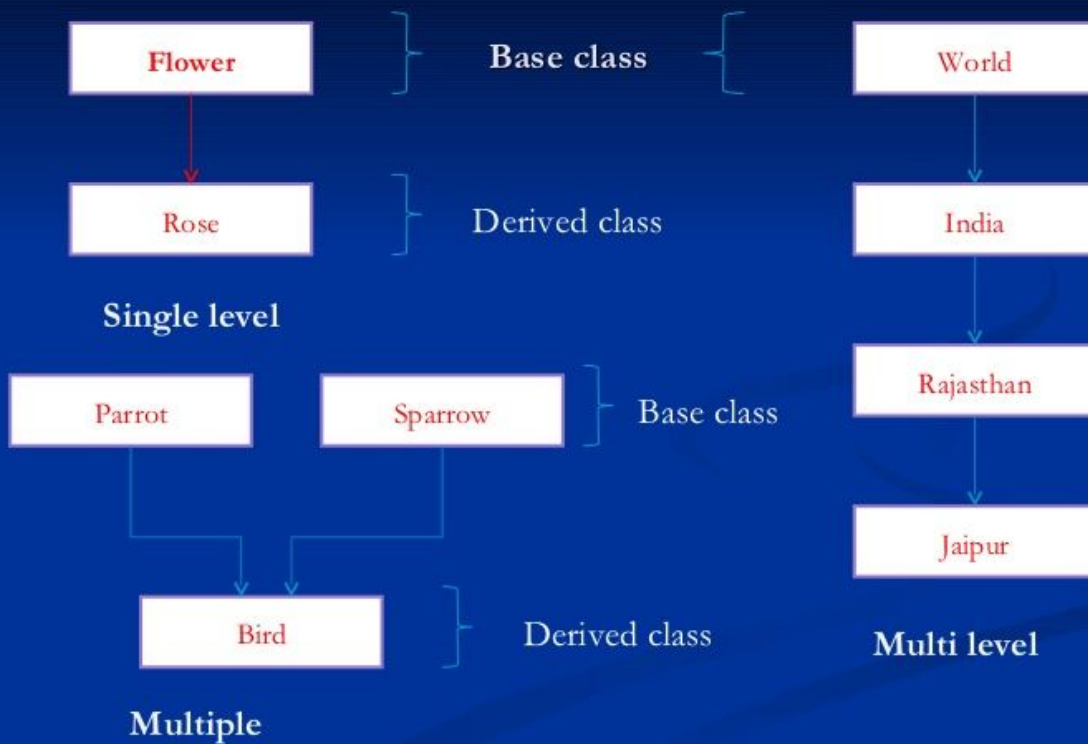 Flower
Base class
World
Rose
Derived class
India
Single level
Parrot
Sparrow
Base class
Rajasthan
Jaipur
Bird
Derived class
Multi level
Multiple